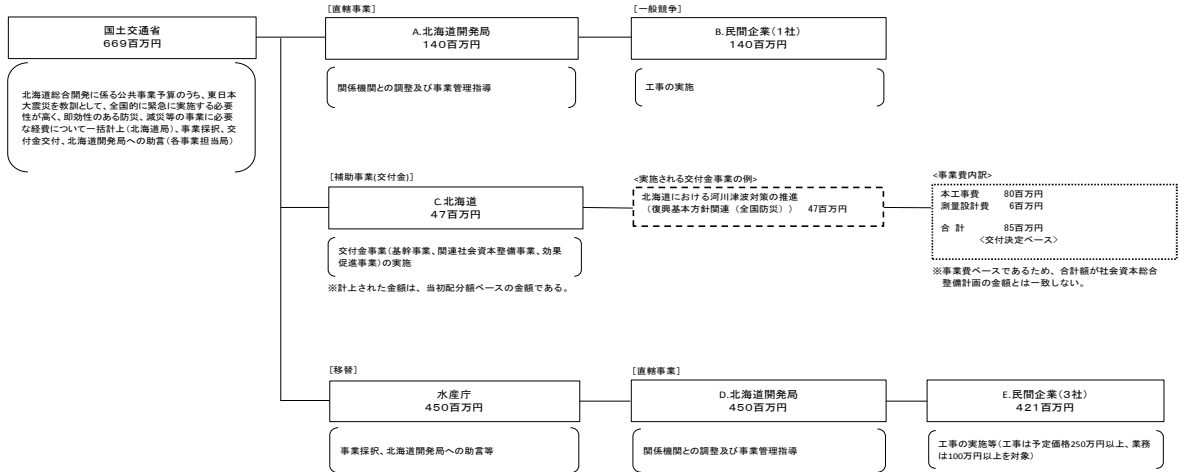 国土交通省
669百万円
北海道総合開発に係る公共事業予算のうち、東日本
大震災を教訓として、全国的に緊急に実施する必要
性が高く、即効性のある防災、減災等の事業に必要
な経費について一括計上(北海道局)、事業採択、交
付金交付、北海道開発局への助言(各事業担当局)
[直轄事業]
A.北海道開発局
140百万円
関係機関との調整及び事業管理指導
[一般競争]
B.民間企業(1社)
140百万円
工事の実施
[補助事業(交付金)]
C.北海道
47百万円
交付金事業(基幹事業、関連社会資本整備事業、効果
促進事業)の実施
※計上された金額は、当初配分額ベースの金額である。
<実施される交付金事業の例>
北海道における河川津波対策の推進
(復興基本方針関連(全国防災)) 47百万円
<事業費内訳>
本工事費 80百万円
測量設計費 6百万円
合 計 85百万円
<交付決定ベース>
※事業費ベースであるため、合計額が社会資本総合
整備計画の金額とは一致しない。
[移替]
水産庁
450百万円
事業採択、北海道開発局への助言等
[直轄事業]
D.北海道開発局
450百万円
関係機関との調整及び事業管理指導
E.民間企業(3社)
421百万円
工事の実施等(工事は予定価格250万円以上、業務
は100万円以上を対象)